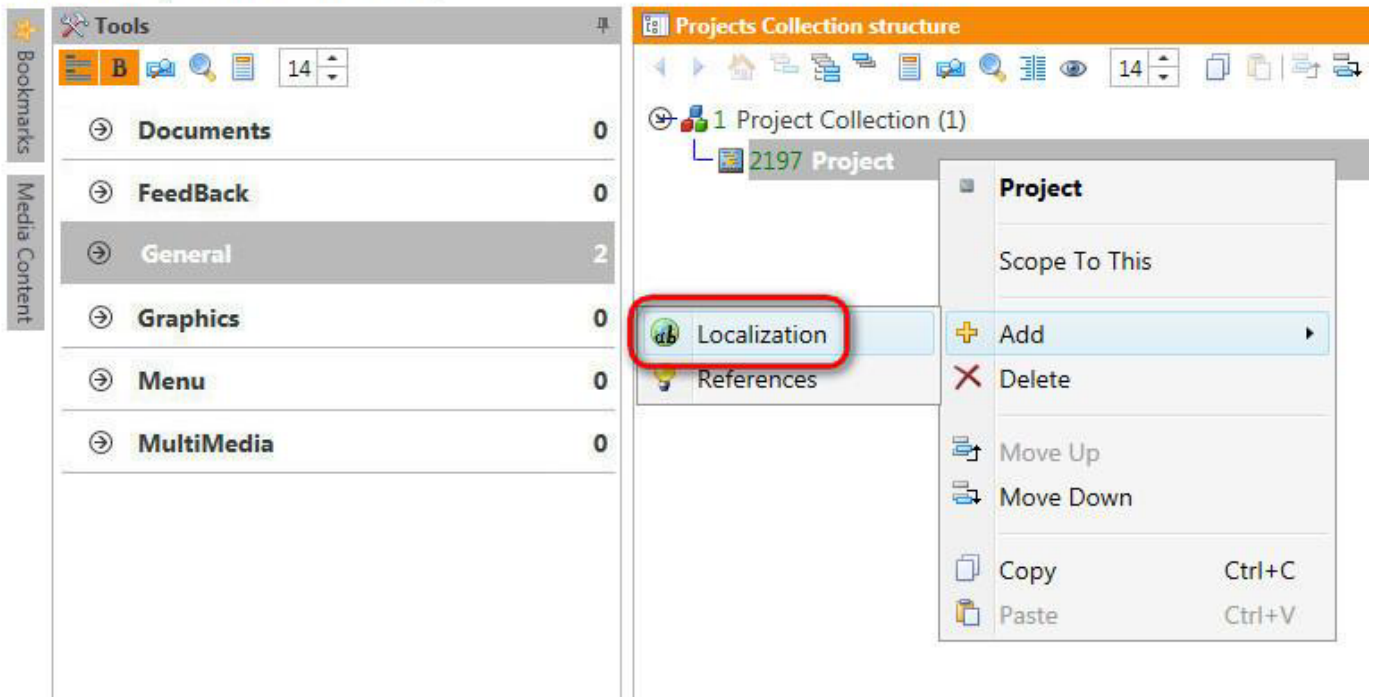 Bookmarks
Media Content
Tools
B
14
Documents 0
FeedBack 0
General 2
Graphics 0
Menu 0
MultiMedia 0
Projects Collection structure
14
1 Project Collection (1)
2197 Project
Project
Scope To This
Add
Localization
References
Delete
Move Up
Move Down
Copy Ctrl+C
Paste Ctrl+V